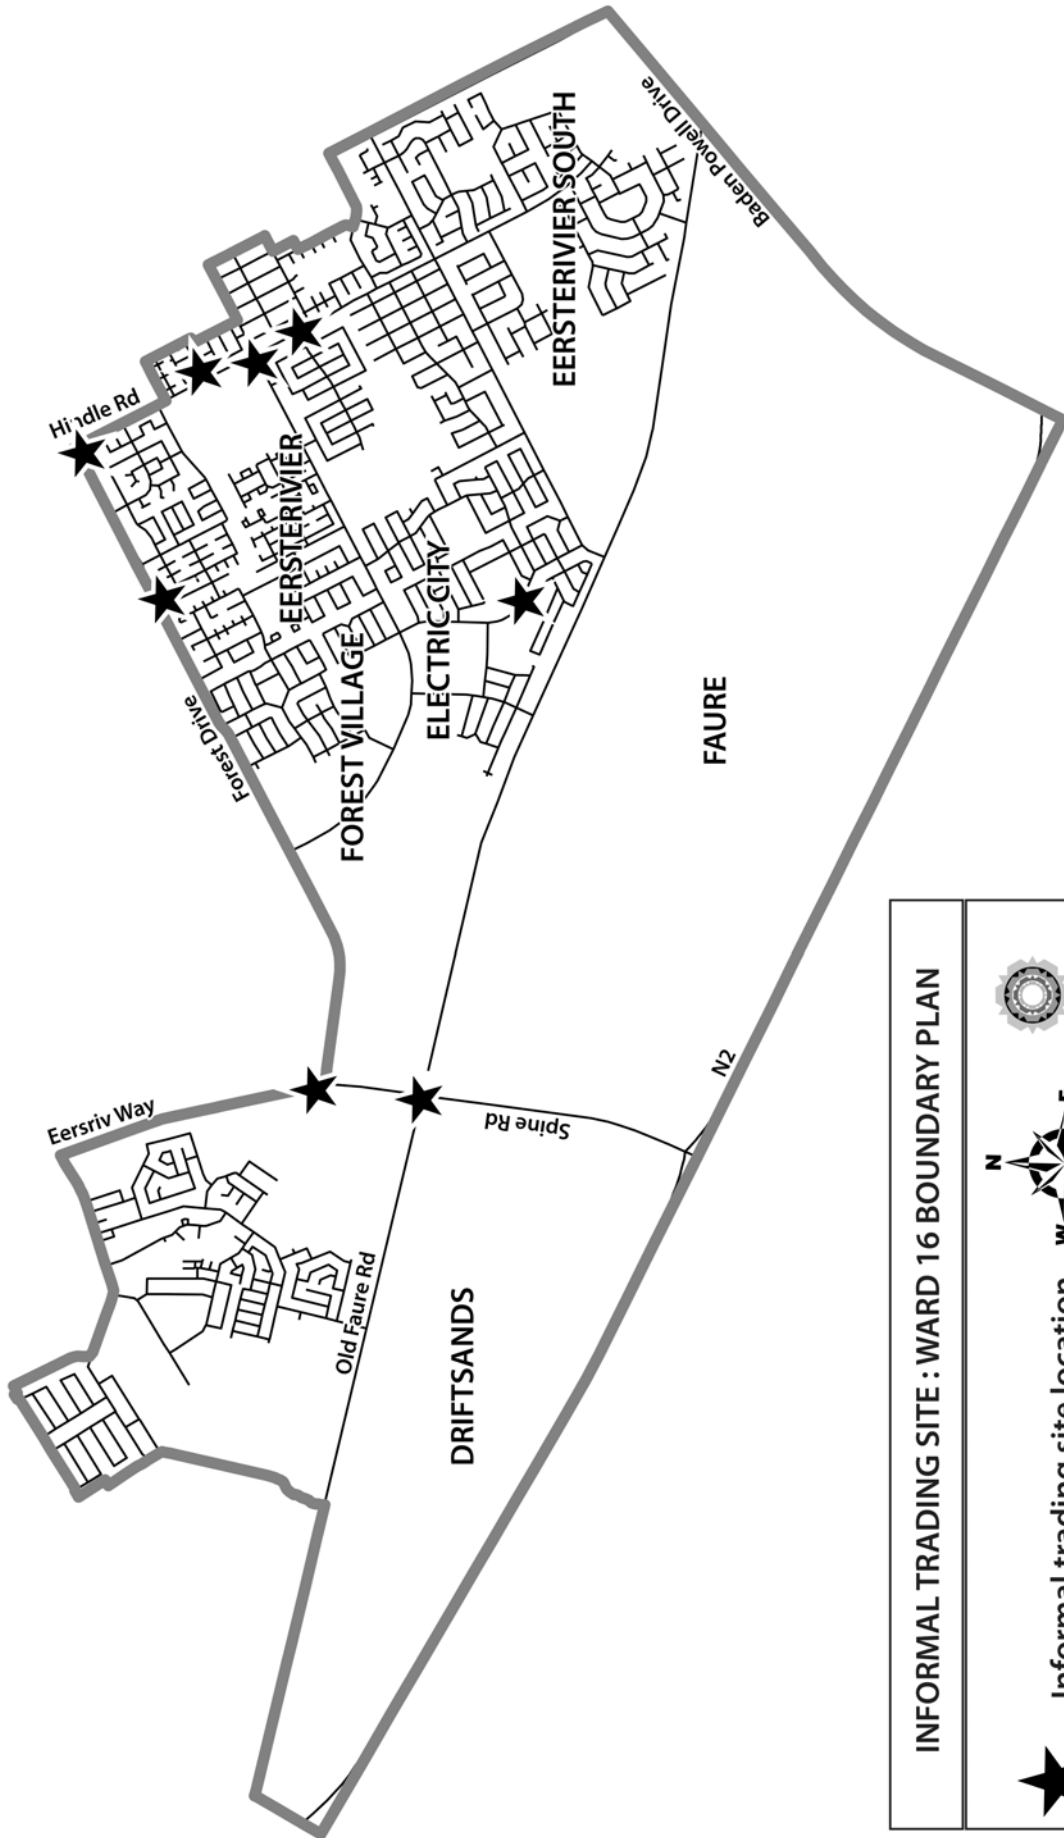 Hindle Rd
Forest Drive
Eersriv Way
EERSTERIVIER
FOREST VILLAGE
ELECTRIC CITY
EERSTERIVIER SOUTH
Baden Powell Drive
FAURE
Old Faure Rd
Spine Rd
DRIFTSANDS
N2
INFORMAL TRADING SITE : WARD 16 BOUNDARY PLAN
Informal trading site location
N
W
E